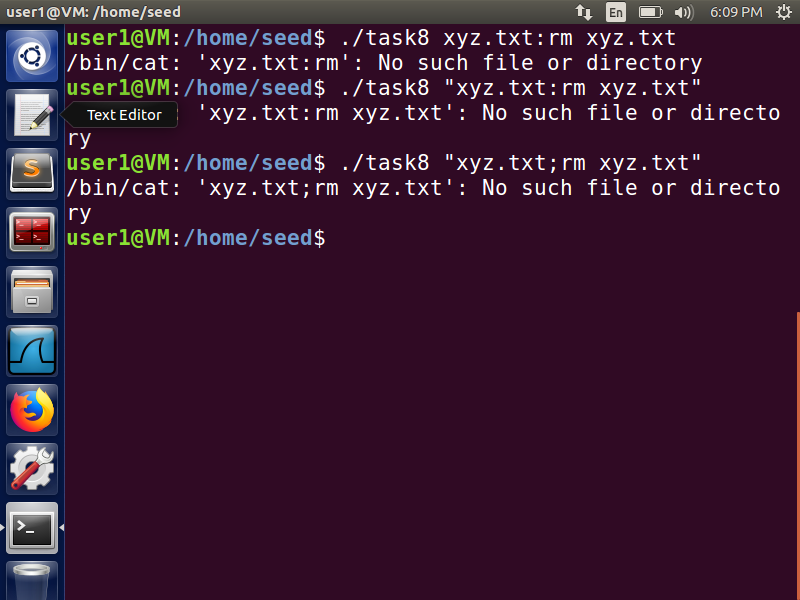 user1@VM: /home/seed
En
6:09 PM
user1@VM:/home/seed$ ./task8 xyz.txt:rm xyz.txt
/bin/cat: 'xyz.txt:rm': No such file or directory
user1@VM:/home/seed$ ./task8 "xyz.txt:rm xyz.txt"
Text Editor
: 'xyz.txt:rm xyz.txt': No such file or directo
ry
user1@VM:/home/seed$ ./task8 "xyz.txt;rm xyz.txt"
/bin/cat: 'xyz.txt;rm xyz.txt': No such file or directo
ry
user1@VM:/home/seed$